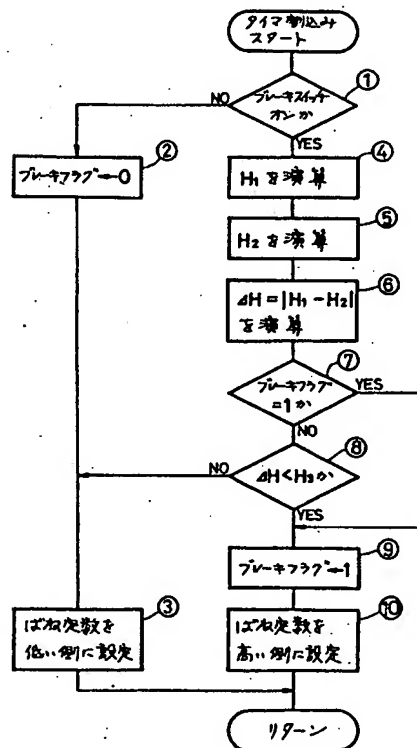 タイマ割込み
スタート
①
ブレーキスイッチ
オンか
NO
YES
②
ブレーキフラグ←0
④
H₁を演算
⑤
H₂を演算
⑥
⊿H=|H₁-H₂|
を演算
⑦
ブレーキフラグ
=1か
YES
NO
⑧
⊿H<H₃か
NO
YES
⑨
ブレーキフラグ←1
③
ばね定数を
低い側に設定
⑩
ばね定数を
高い側に設定
リターン